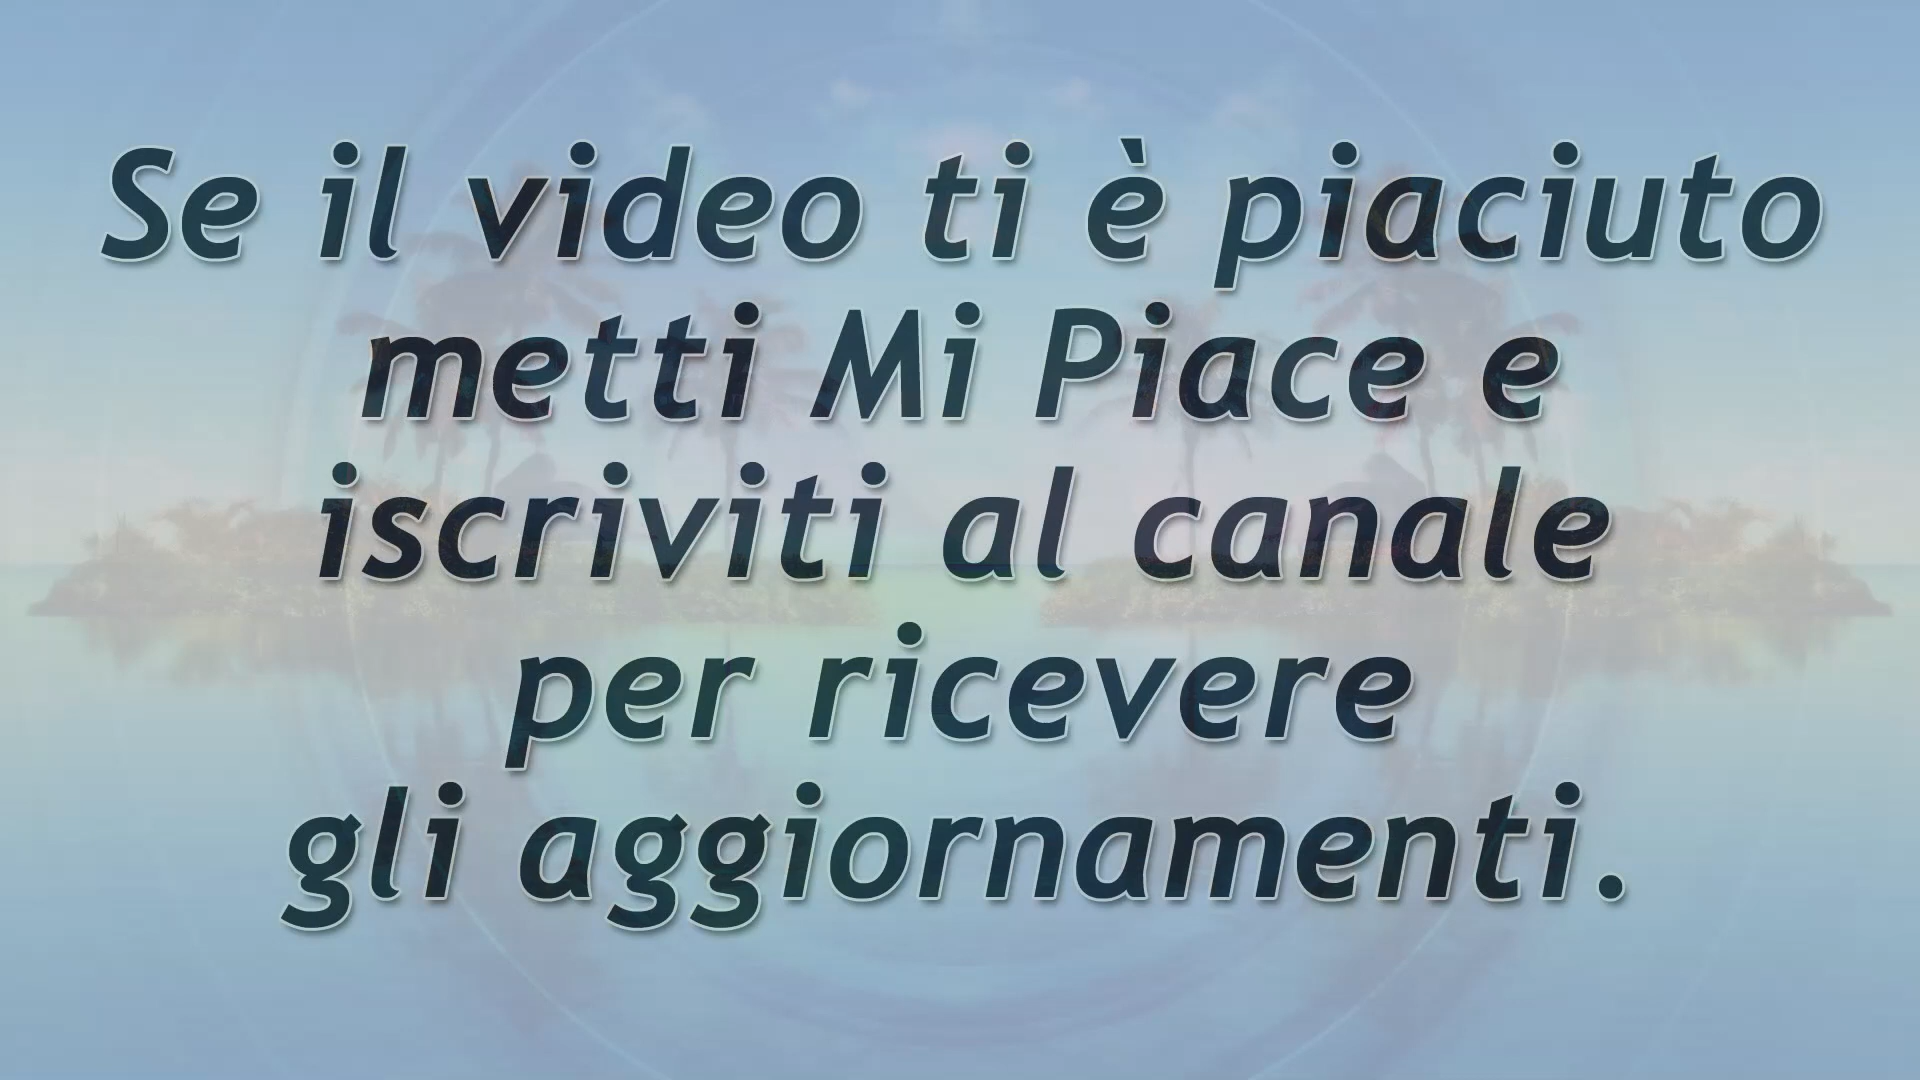 Se il video ti è piaciuto
metti Mi Piace e
iscriviti al canale
per ricevere
gli aggiornamenti.